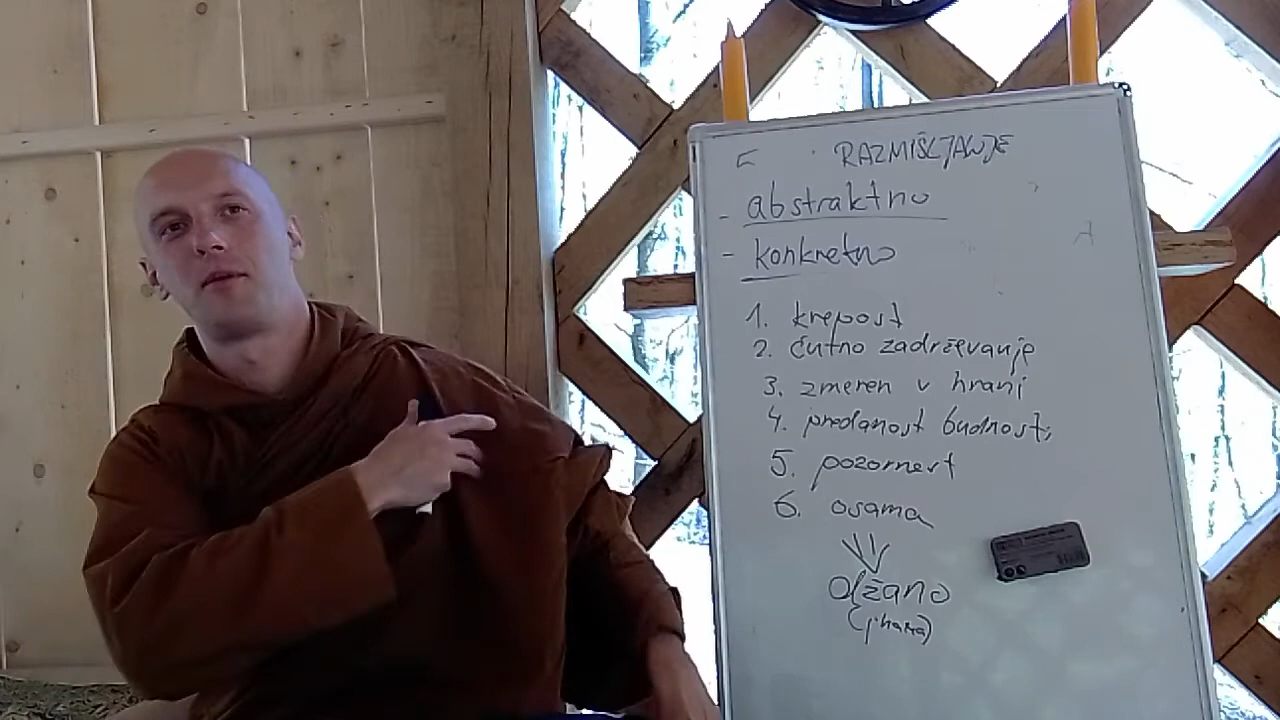 RAZMIŠLJANJE
- abstraktno
- konkretno
1. krepost
2. čutno zadrževanje
3. zmeren v hrani
4. predanost budnosti
5. pozornost
6. osama
džano
(jhana)